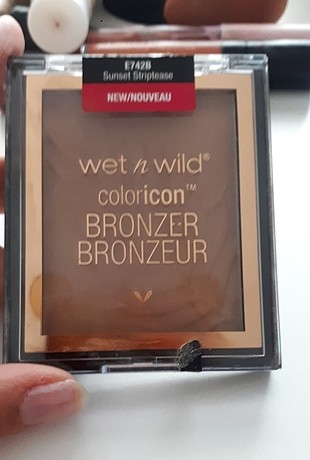 E742B
Sunset Striptease
NEW/NOUVEAU
wet n wild®
coloricon™
BRONZER
BRONZEUR